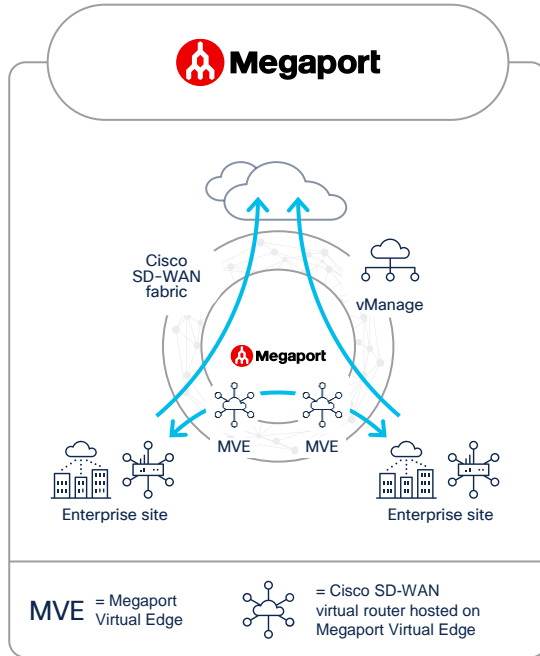 Megaport
Cisco
SD-WAN
fabric
vManage
Megaport
MVE
MVE
Enterprise site
Enterprise site
MVE
= Megaport
Virtual Edge
= Cisco SD-WAN
virtual router hosted on
Megaport Virtual Edge